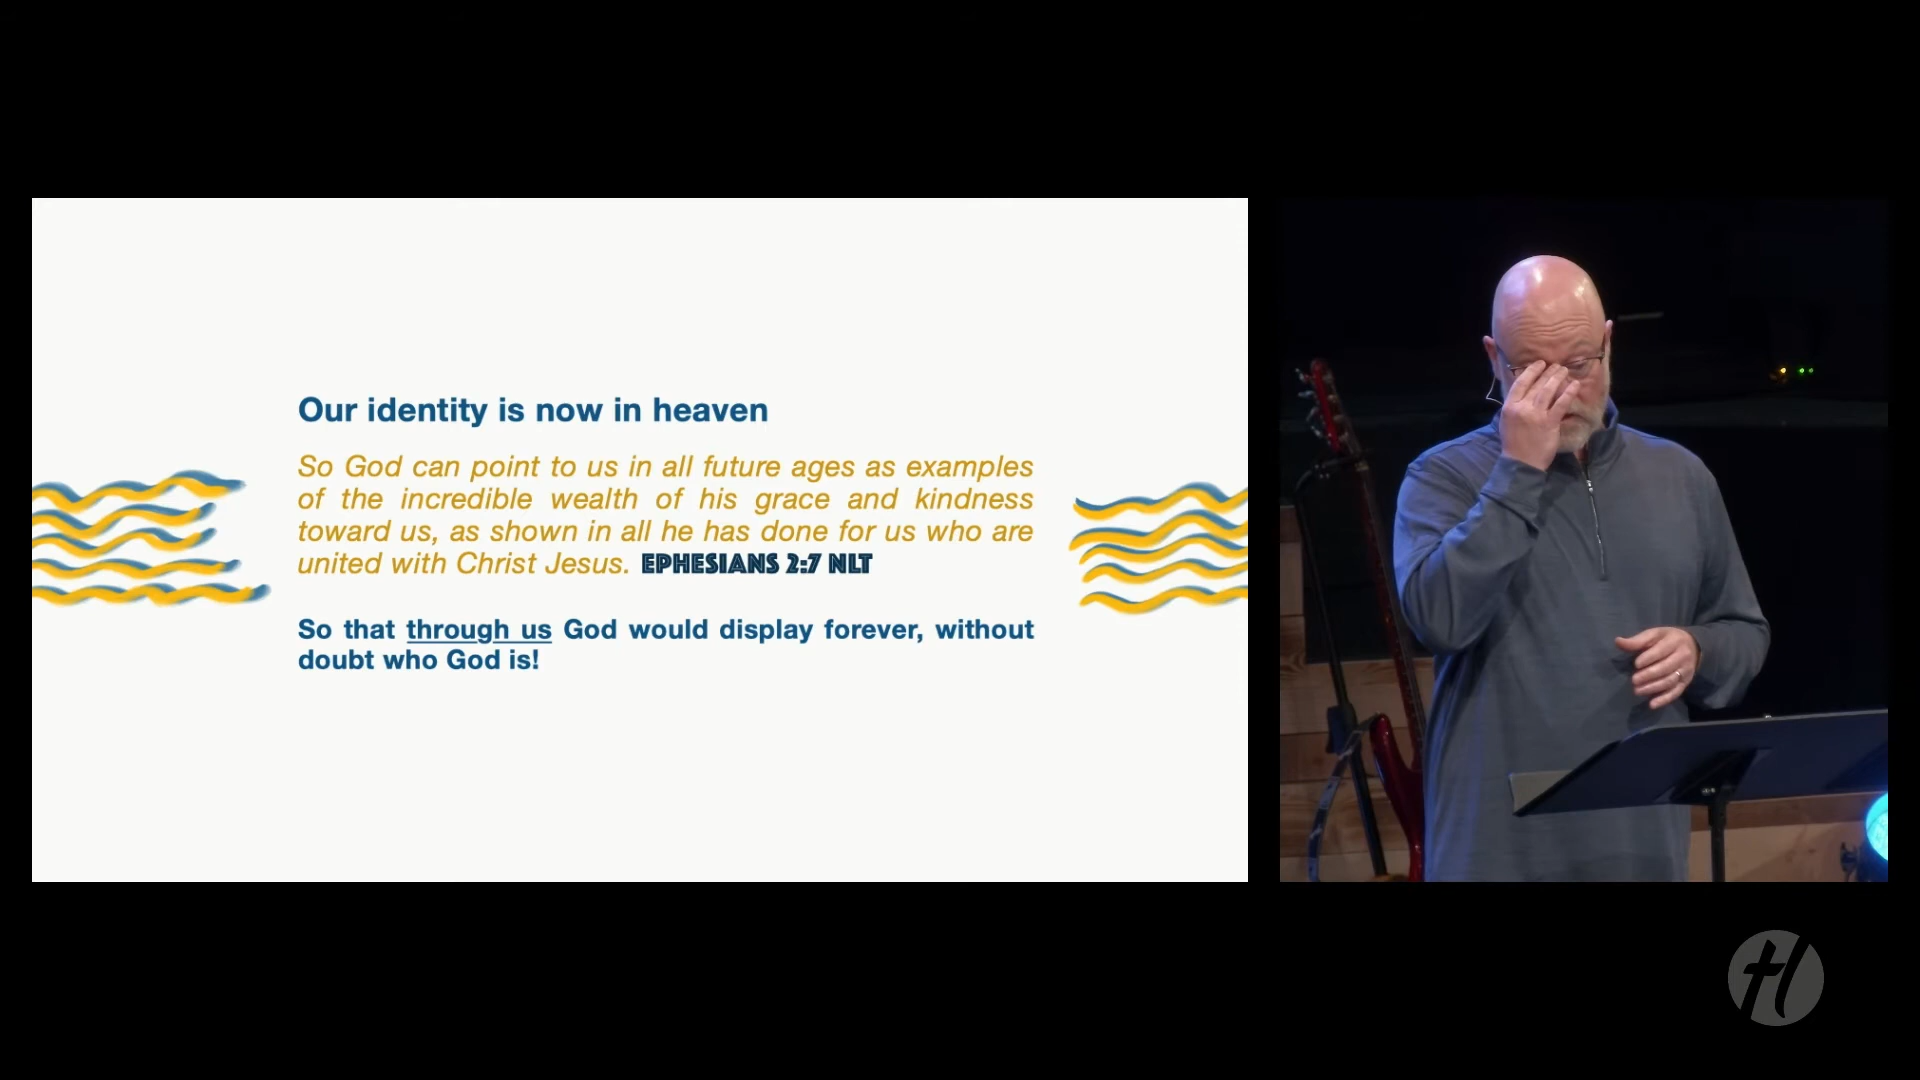 Our identity is now in heaven
So God can point to us in all future ages as examples
of the incredible wealth of his grace and kindness
toward us, as shown in all he has done for us who are
united with Christ Jesus. EPHESIANS 2:7 NLT
So that through us God would display forever, without
doubt who God is!